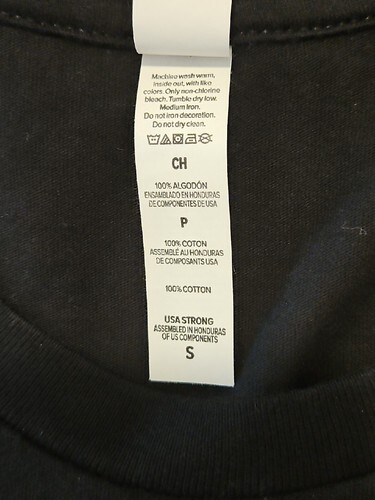 Machine wash warm,
inside out, with like
colors. Only non-chlorine
bleach. Tumble dry low.
Medium iron.
Do not iron decoration.
Do not dry clean.
CH
100% ALGODÓN
ENSAMBLADO EN HONDURAS
DE COMPONENTES DE USA
P
100% COTON
ASSEMBLÉ AU HONDURAS
DE COMPOSANTS USA
100% COTTON
USA STRONG
ASSEMBLED IN HONDURAS
OF US COMPONENTS
S